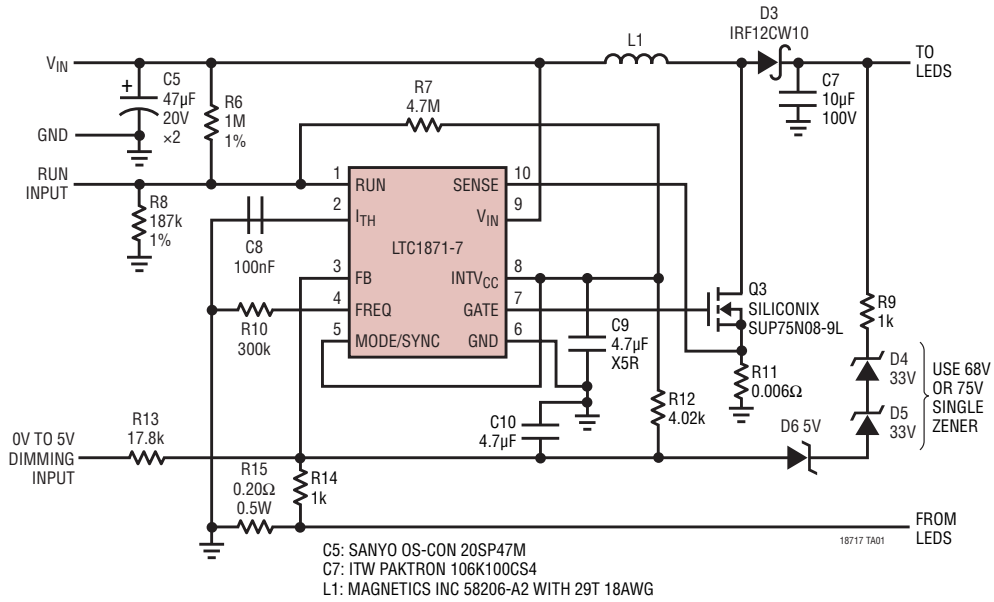 D3
IRF12CW10
L1
V_IN
TO
LEDS
+
C5
47µF
20V
×2
R6
1M
1%
R7
4.7M
C7
10µF
100V
GND
RUN
INPUT
R8
187k
1%
C8
100nF
1
RUN
2
I_TH
LTC1871-7
3
FB
4
FREQ
5
MODE/SYNC
SENSE
10
V_IN
9
INTV_CC
8
GATE
7
GND
6
R10
300k
C9
4.7µF
X5R
Q3
SILICONIX
SUP75N08-9L
R9
1k
R11
0.006Ω
D4
33V
D5
33V
USE 68V
OR 75V
SINGLE
ZENER
R12
4.02k
C10
4.7µF
D6 5V
0V TO 5V
DIMMING
INPUT
R13
17.8k
R15
0.20Ω
0.5W
R14
1k
FROM
LEDS
18717 TA01
C5: SANYO OS-CON 20SP47M
C7: ITW PAKTRON 106K100CS4
L1: MAGNETICS INC 58206-A2 WITH 29T 18AWG